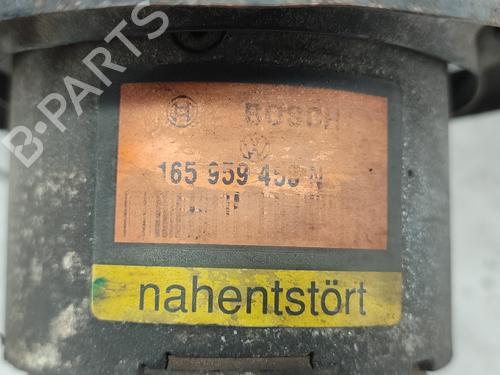 B-PARTS
BOSCH
165 959 455 N
nahentstört